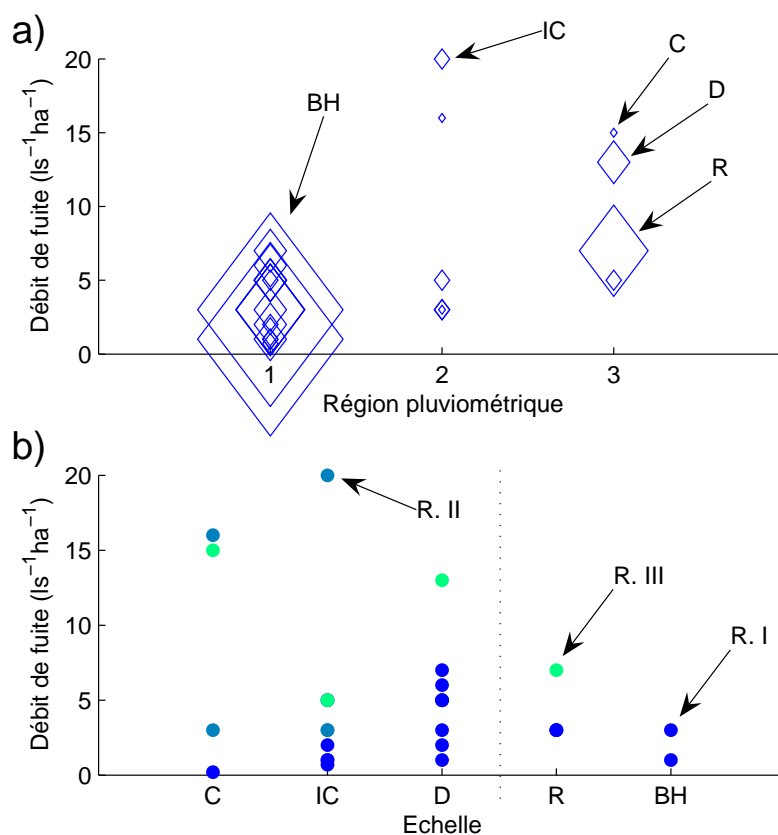 a)
IC
C
D
BH
R
20
15
10
5
0
Débit de fuite (ls⁻¹ha⁻¹)
1 2 3
Région pluviométrique
b)
20
15
10
5
0
Débit de fuite (ls⁻¹ha⁻¹)
R. II
R. III
R. I
C IC D R BH
Echelle